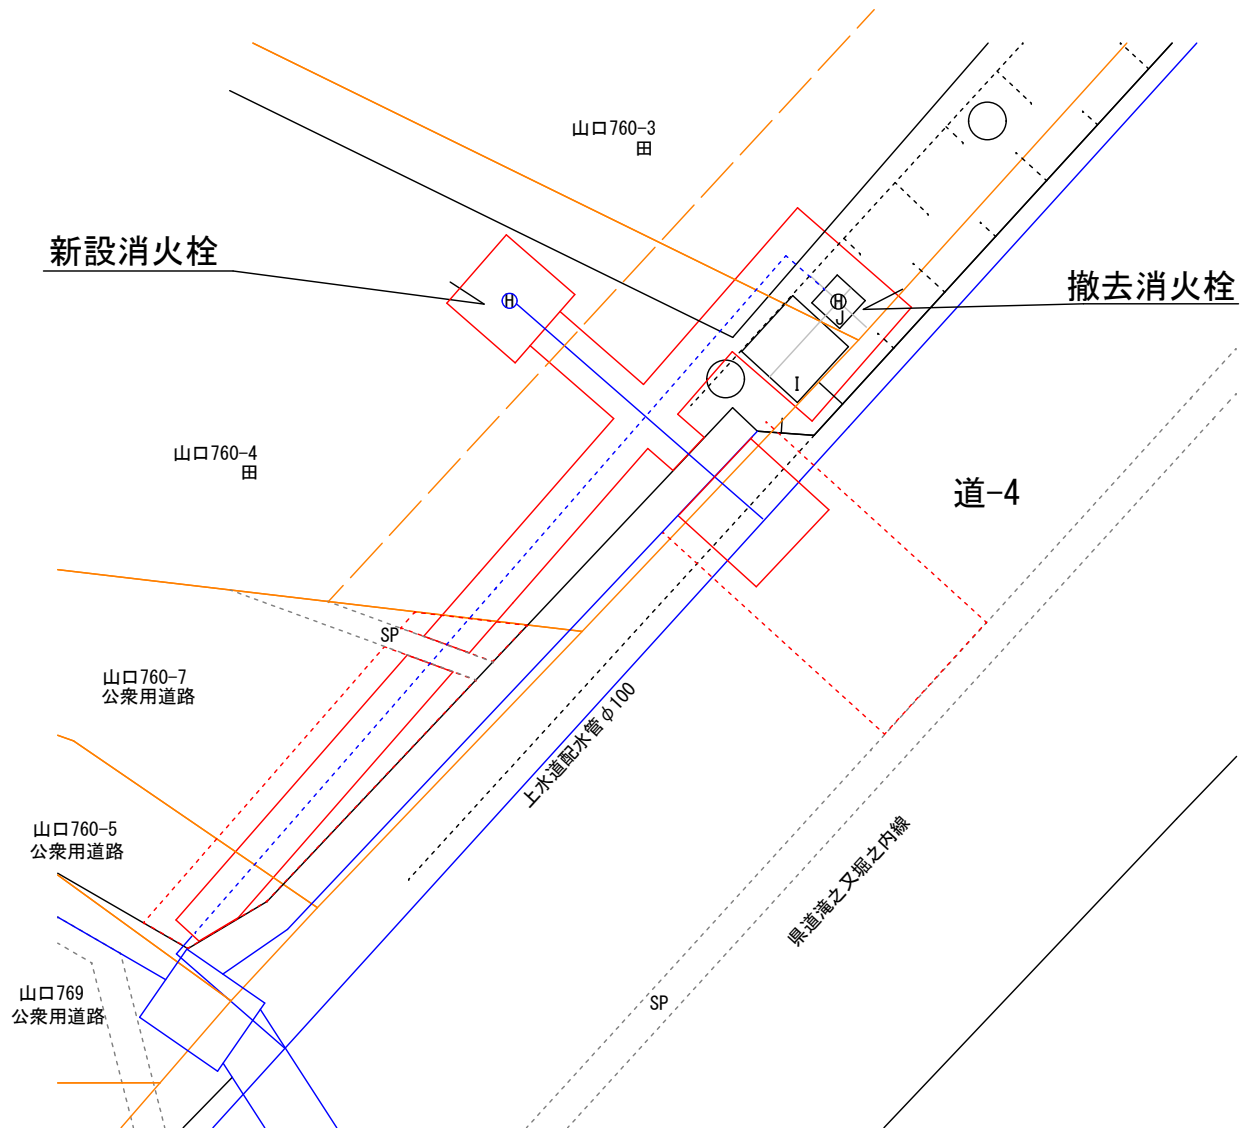 山口760-3
田
新設消火栓
H
撤去消火栓
H
J
I
山口760-4
田
道-4
SP
山口760-7
公衆用道路
上水道配水管φ100
山口760-5
公衆用道路
県道滝之又堀之内線
山口769
公衆用道路
SP